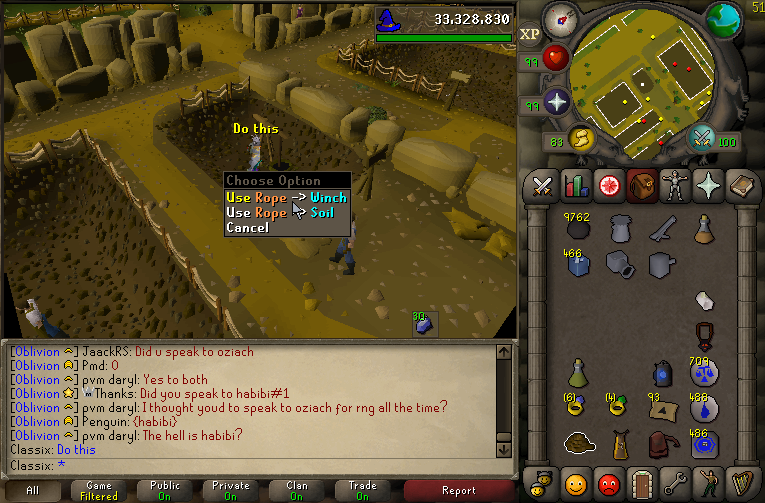 33,328,830
51
XP
99
99
83
100
Do this
Choose Option
Use Rope -> Winch
Use Rope -> Soil
Cancel
30
9762
466
709
(6)
(4)
93
486
486
[Oblivion] JaackRS: Did u speak to oziach
[Oblivion] Pmd: 0
[Oblivion] pvm daryl: Yes to both
[Oblivion] Thanks: Did you speak to habibi#1
[Oblivion] pvm daryl: I thought youd to speak to oziach for rng all the time?
[Oblivion] Penguin: {habibi}
[Oblivion] pvm daryl: The hell is habibi?
Classix: Do this
Classix: *
All
Game Filtered
Public On
Private On
Clan On
Trade On
Report